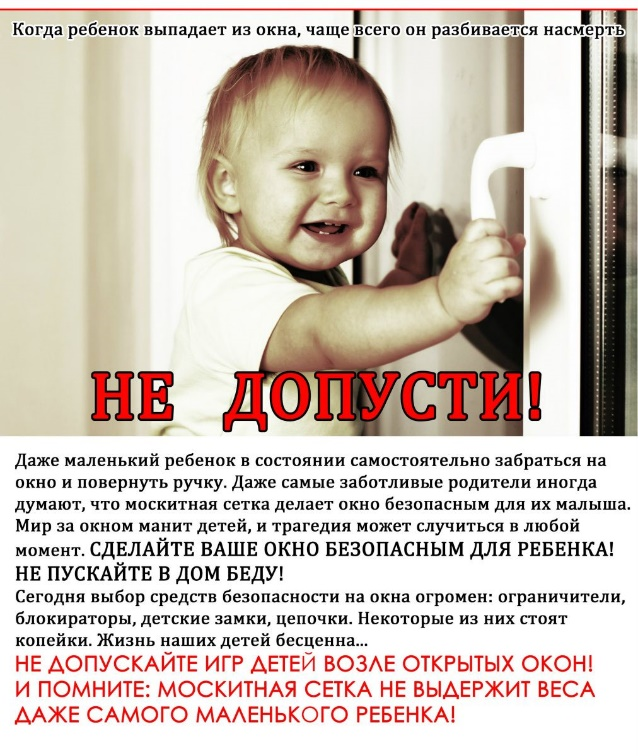 Когда ребенок выпадает из окна, чаще всего он разбивается насмерть
НЕ ДОПУСТИ!
Даже маленький ребенок в состоянии самостоятельно забраться на
окно и повернуть ручку. Даже самые заботливые родители иногда
думают, что москитная сетка делает окно безопасным для их малыша.
Мир за окном манит детей, и трагедия может случиться в любой
момент. СДЕЛАЙТЕ ВАШЕ ОКНО БЕЗОПАСНЫМ ДЛЯ РЕБЕНКА!
НЕ ПУСКАЙТЕ В ДОМ БЕДУ!
Сегодня выбор средств безопасности на окна огромен: ограничители,
блокираторы, детские замки, цепочки. Некоторые из них стоят
копейки. Жизнь наших детей бесценна...
НЕ ДОПУСКАЙТЕ ИГР ДЕТЕЙ ВОЗЛЕ ОТКРЫТЫХ ОКОН!
И ПОМНИТЕ: МОСКИТНАЯ СЕТКА НЕ ВЫДЕРЖИТ ВЕСА
ДАЖЕ САМОГО МАЛЕНЬКОГО РЕБЕНКА!